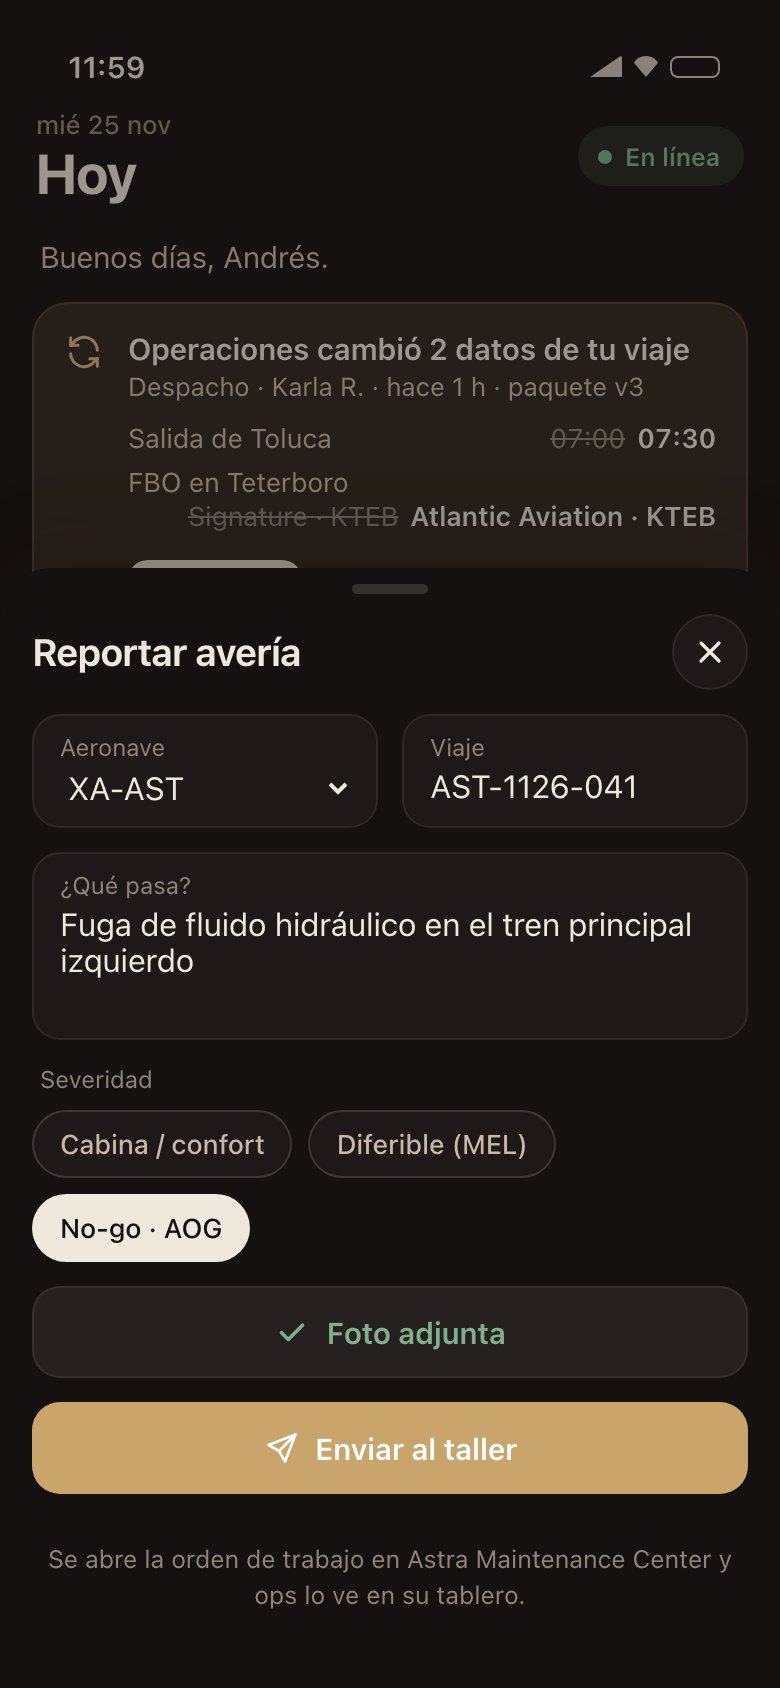 11:59
mié 25 nov
Hoy
En línea
Buenos días, Andrés.
Operaciones cambió 2 datos de tu viaje
Despacho · Karla R. · hace 1 h · paquete v3
Salida de Toluca 07:00 07:30
FBO en Teterboro
Signature · KTEB Atlantic Aviation · KTEB
Reportar avería
Aeronave
XA-AST
Viaje
AST-1126-041
¿Qué pasa?
Fuga de fluido hidráulico en el tren principal
izquierdo
Severidad
Cabina / confort
Diferible (MEL)
No-go · AOG
Foto adjunta
Enviar al taller
Se abre la orden de trabajo en Astra Maintenance Center y
ops lo ve en su tablero.